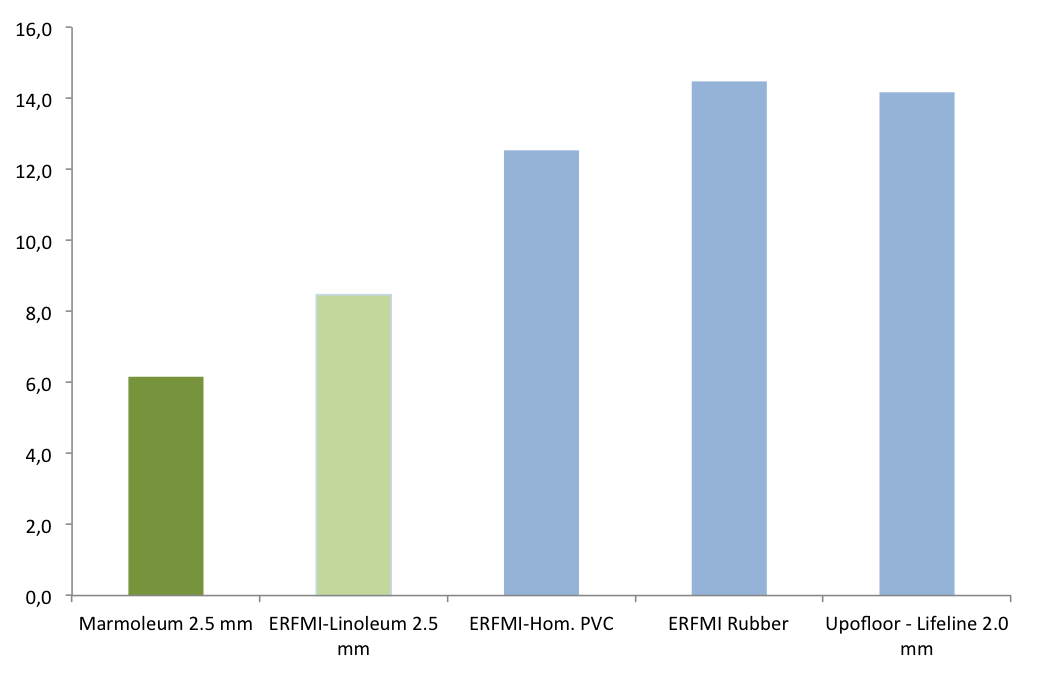 16,0
14,0
12,0
10,0
8,0
6,0
4,0
2,0
0,0
Marmoleum 2.5 mm
ERFMI-Linoleum 2.5
mm
ERFMI-Hom. PVC
ERFMI Rubber
Upofloor - Lifeline 2.0
mm